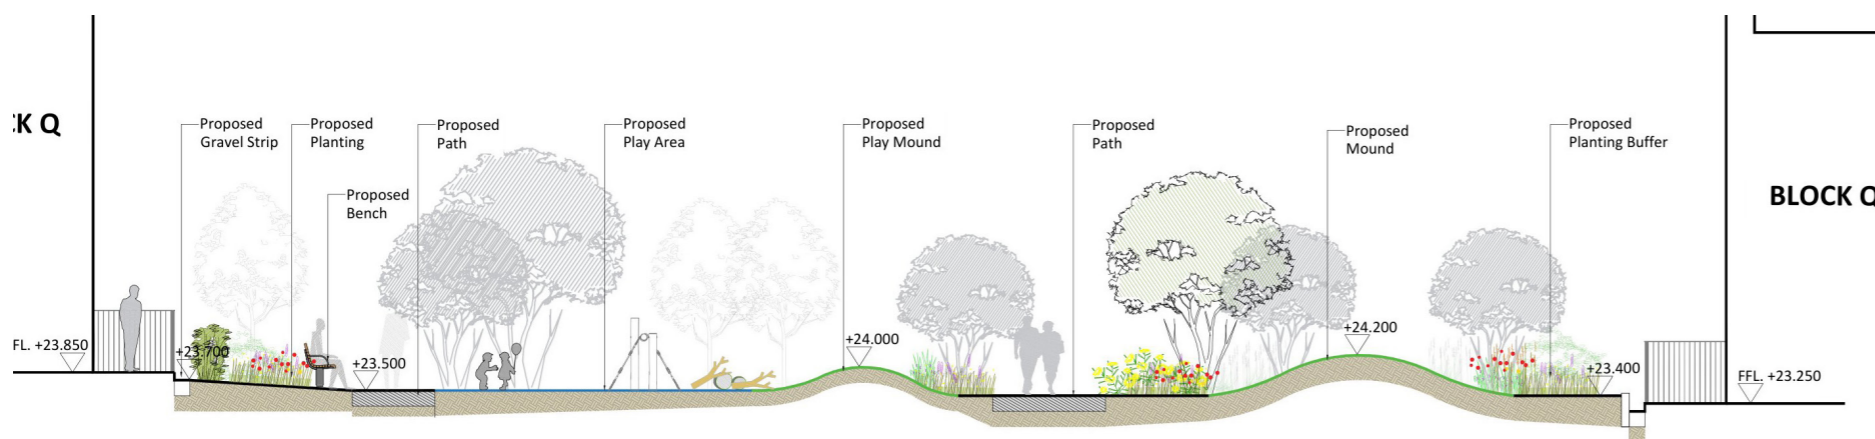 CK Q
Proposed
Gravel Strip
Proposed
Planting
Proposed
Bench
Proposed
Path
Proposed
Play Area
Proposed
Play Mound
Proposed
Path
Proposed
Mound
Proposed
Planting Buffer
BLOCK Q
FL. +23.850
+23.700
+23.500
+24.000
+24.200
+23.400
FFL. +23.250